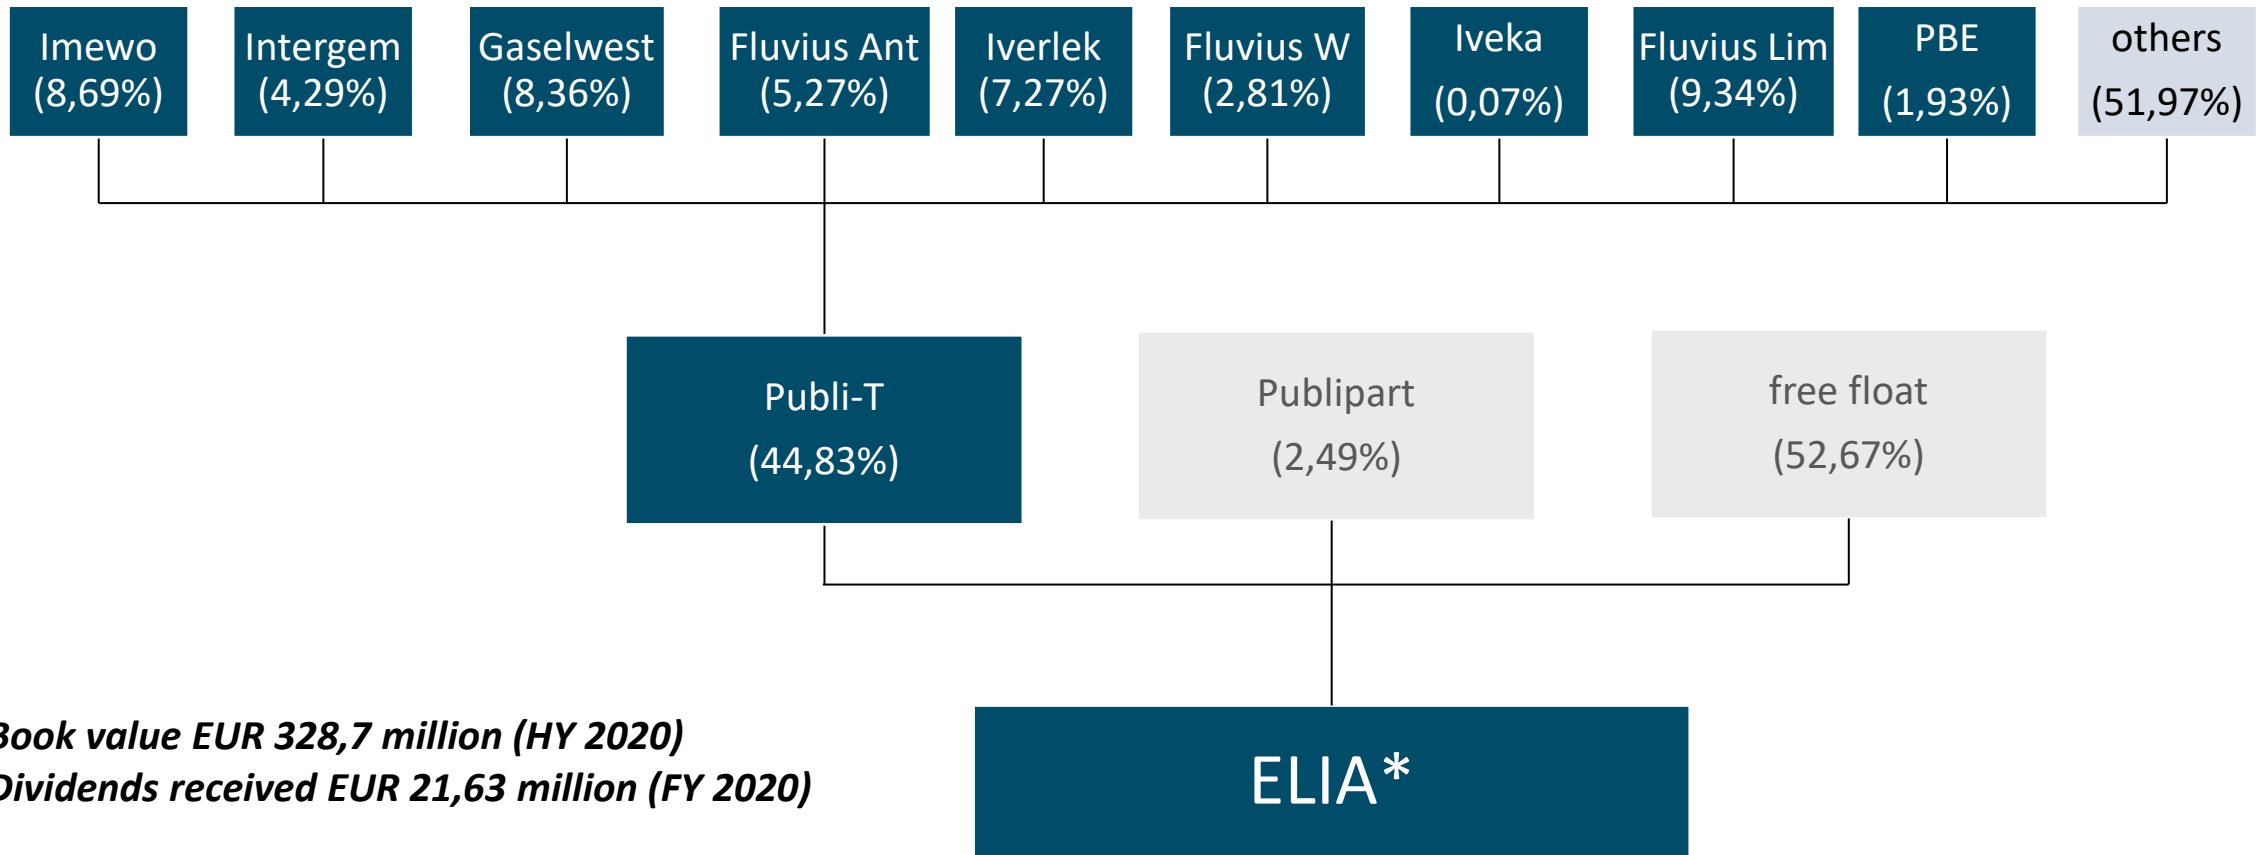 Imewo
(8,69%)
Intergem
(4,29%)
Gaselwest
(8,36%)
Fluvius Ant
(5,27%)
Iverlek
(7,27%)
Fluvius W
(2,81%)
Iveka
(0,07%)
Fluvius Lim
(9,34%)
PBE
(1,93%)
others
(51,97%)
Publi-T
(44,83%)
Publipart
(2,49%)
free float
(52,67%)
Book value EUR 328,7 million (HY 2020)
Dividends received EUR 21,63 million (FY 2020)
ELIA*